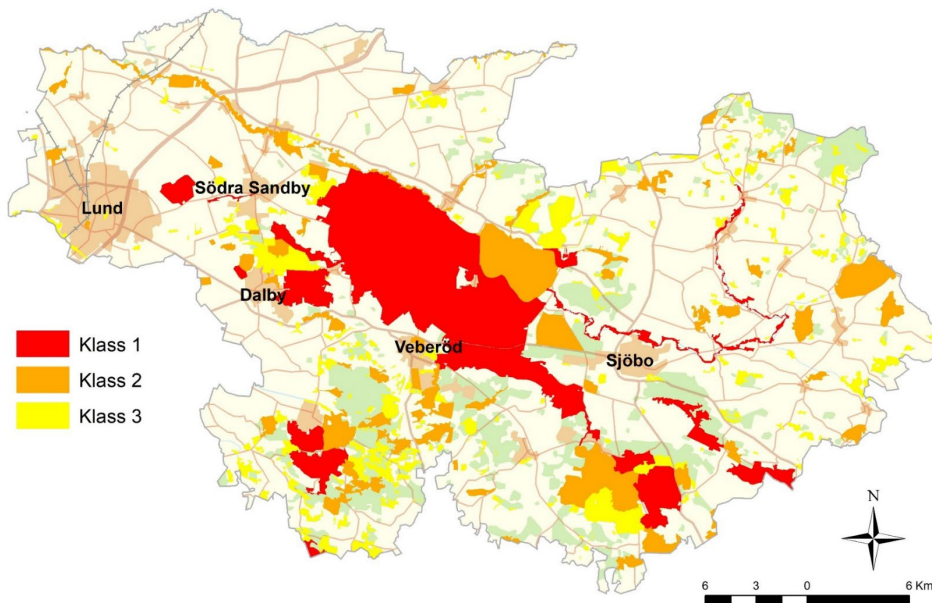 Södra Sandby
Lund
Dalby
Veberöd
Sjöbo
Klass 1
Klass 2
Klass 3
N
6 3 0 6 Km